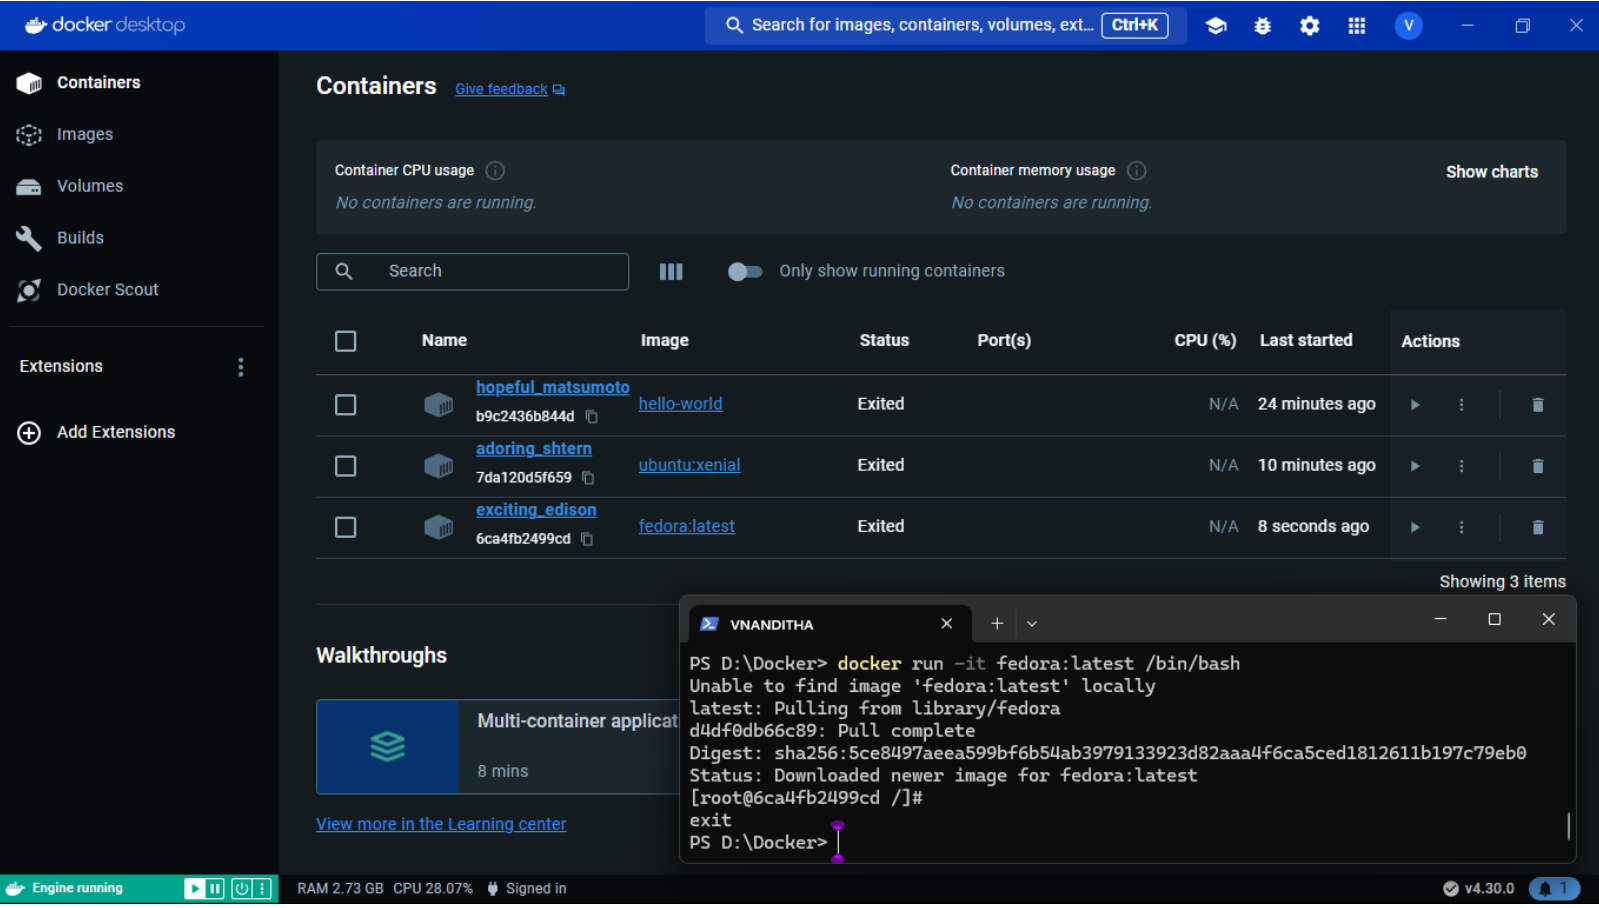 docker desktop
Search for images, containers, volumes, ext... Ctrl+K
V
Containers
Images
Volumes
Builds
Docker Scout
Extensions
Add Extensions
Containers Give feedback
Container CPU usage
No containers are running.
Container memory usage
No containers are running.
Show charts
Search
Only show running containers
Name Image Status Port(s) CPU (%) Last started Actions
hopeful_matsumoto
b9c2436b844d
hello-world Exited N/A 24 minutes ago
adoring_shtern
7da120d5f659
ubuntu:xenial Exited N/A 10 minutes ago
exciting_edison
6ca4fb2499cd
fedora:latest Exited N/A 8 seconds ago
Showing 3 items
Walkthroughs
Multi-container applicati
8 mins
View more in the Learning center
VNANDITHA
PS D:\Docker> docker run -it fedora:latest /bin/bash
Unable to find image 'fedora:latest' locally
latest: Pulling from library/fedora
d4df0db66c89: Pull complete
Digest: sha256:5ce8497aeea599bf6b54ab3979133923d82aaa4f6ca5ced1812611b197c79eb0
Status: Downloaded newer image for fedora:latest
[root@6ca4fb2499cd /]#
exit
PS D:\Docker>
Engine running
RAM 2.73 GB CPU 28.07% Signed in
v4.30.0
1